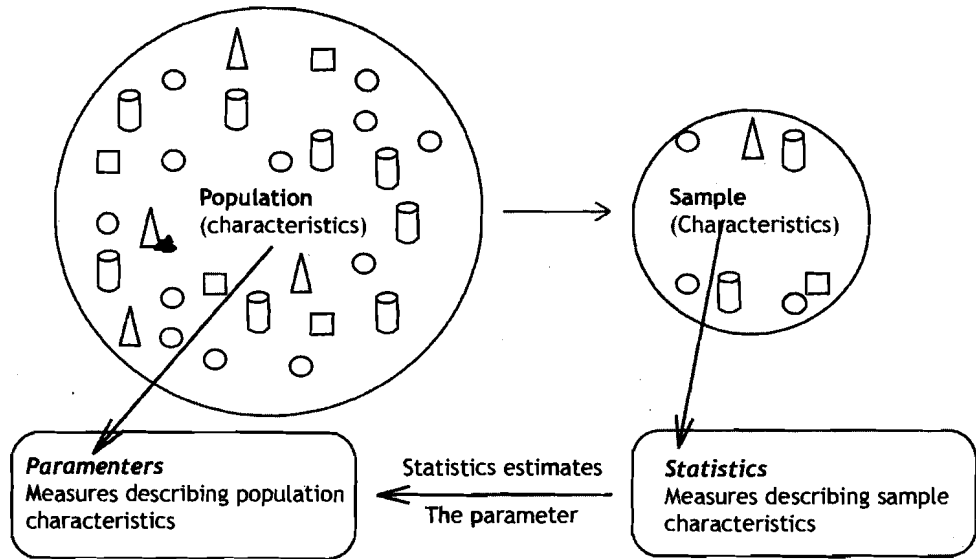 Population
(characteristics)
Sample
(Characteristics)
Paramenters
Measures describing population
characteristics
Statistics estimates
The parameter
Statistics
Measures describing sample
characteristics